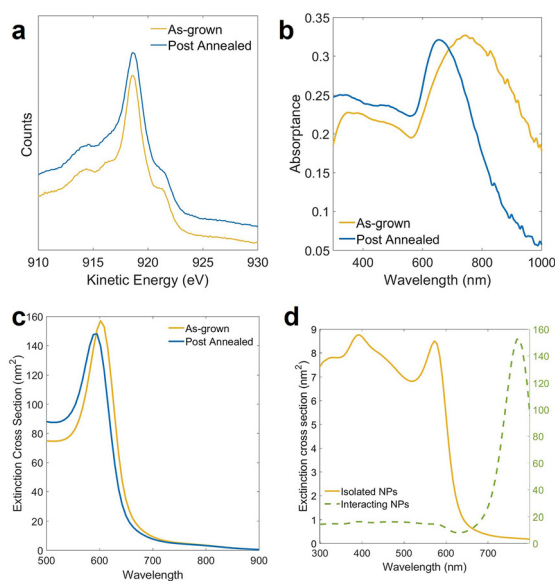 a
As-grown
Post Annealed
Counts
910 915 920 925 930
Kinetic Energy (eV)
b
0.35
0.3
0.25
0.2
0.15
0.1
0.05
Absorptance
As-grown
Post Annealed
400 600 800 1000
Wavelength (nm)
c
160
140
120
100
80
60
40
20
0
Extinction Cross Section (nm²)
As-grown
Post Annealed
500 600 700 800 900
Wavelength
d
9
8
7
6
5
4
3
2
1
0
Exctinction cross section (nm²)
Isolated NPs
Interacting NPs
160
140
120
100
80
60
40
20
0
300 400 500 600 700
Wavelength (nm)